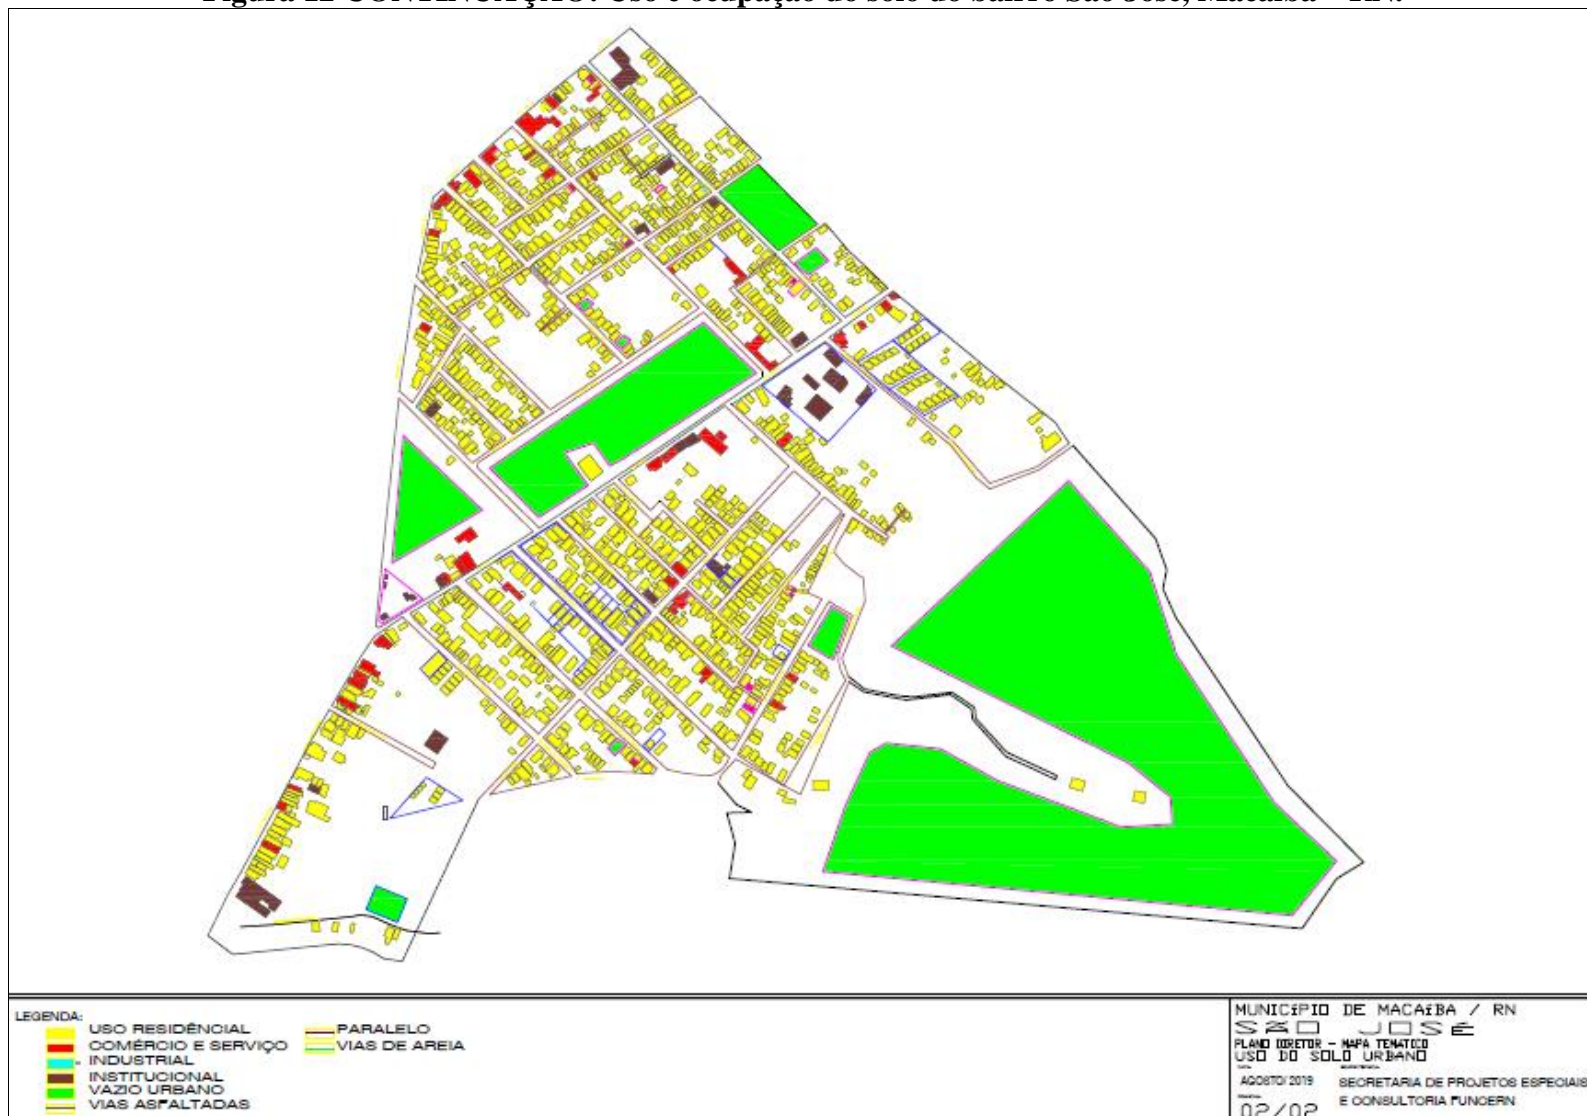 LEGENDA:
USO RESIDÊNCIAL
COMÉRCIO E SERVIÇO
INDUSTRIAL
INSTITUCIONAL
VAZIO URBANO
VIAS ASFALTADAS
PARALELO
VIAS DE AREIA
MUNICíPIO DE MACAíBA / RN
SÃO JOSÉ
PLANO DIRETOR - MAPA TEMATICO
USO DO SOLO URBANO
AGOSTO/2019
SECRETARIA DE PROJETOS ESPECIAIS
E CONSULTORIA FUNCERN
02/02